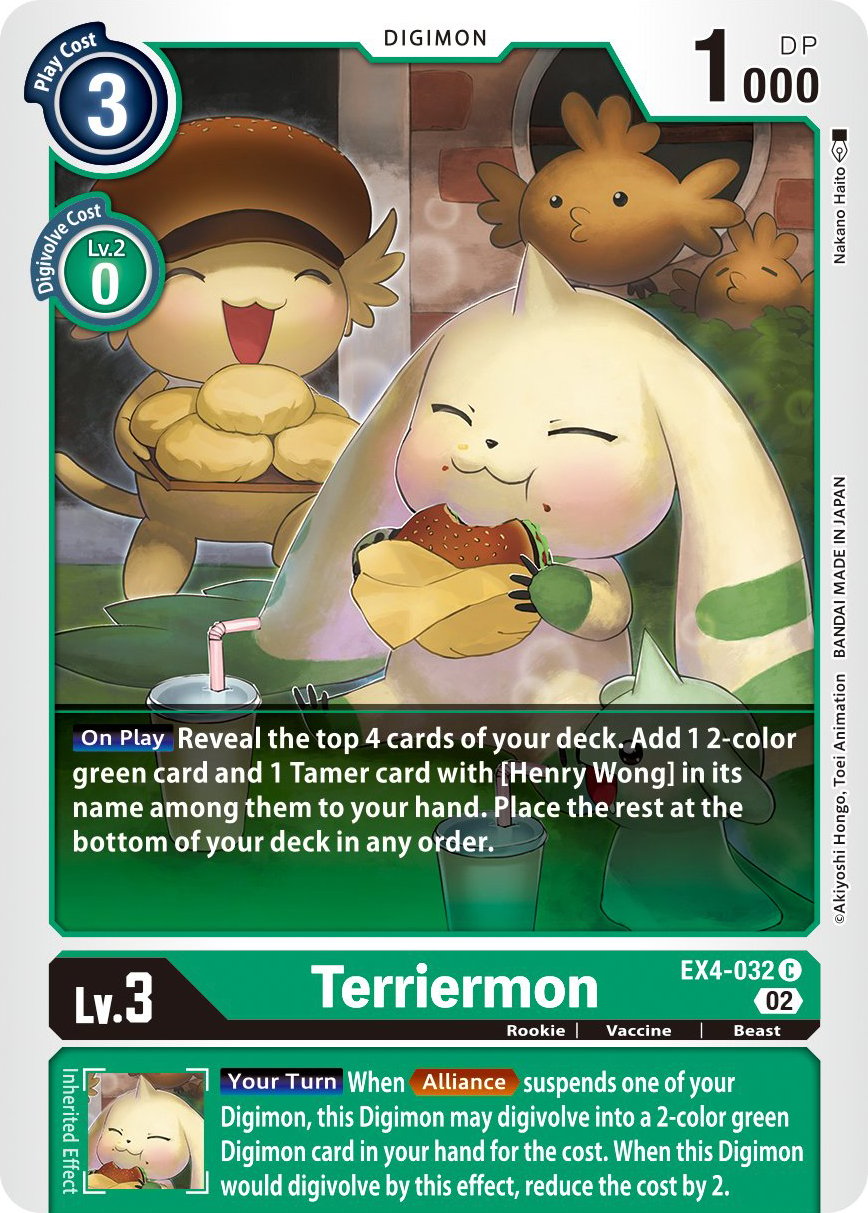 DIGIMON
Play Cost
3
DP
1000
Digivolve Cost
Lv.2
0
Nakano Haito
BANDAI MADE IN JAPAN
©Akiyoshi Hongo, Toei Animation
On Play Reveal the top 4 cards of your deck. Add 1 2-color
green card and 1 Tamer card with [Henry Wong] in its
name among them to your hand. Place the rest at the
bottom of your deck in any order.
Lv.3
Terriermon
EX4-032 C
02
Rookie | Vaccine | Beast
Inherited Effect
Your Turn When Alliance suspends one of your
Digimon, this Digimon may digivolve into a 2-color green
Digimon card in your hand for the cost. When this Digimon
would digivolve by this effect, reduce the cost by 2.